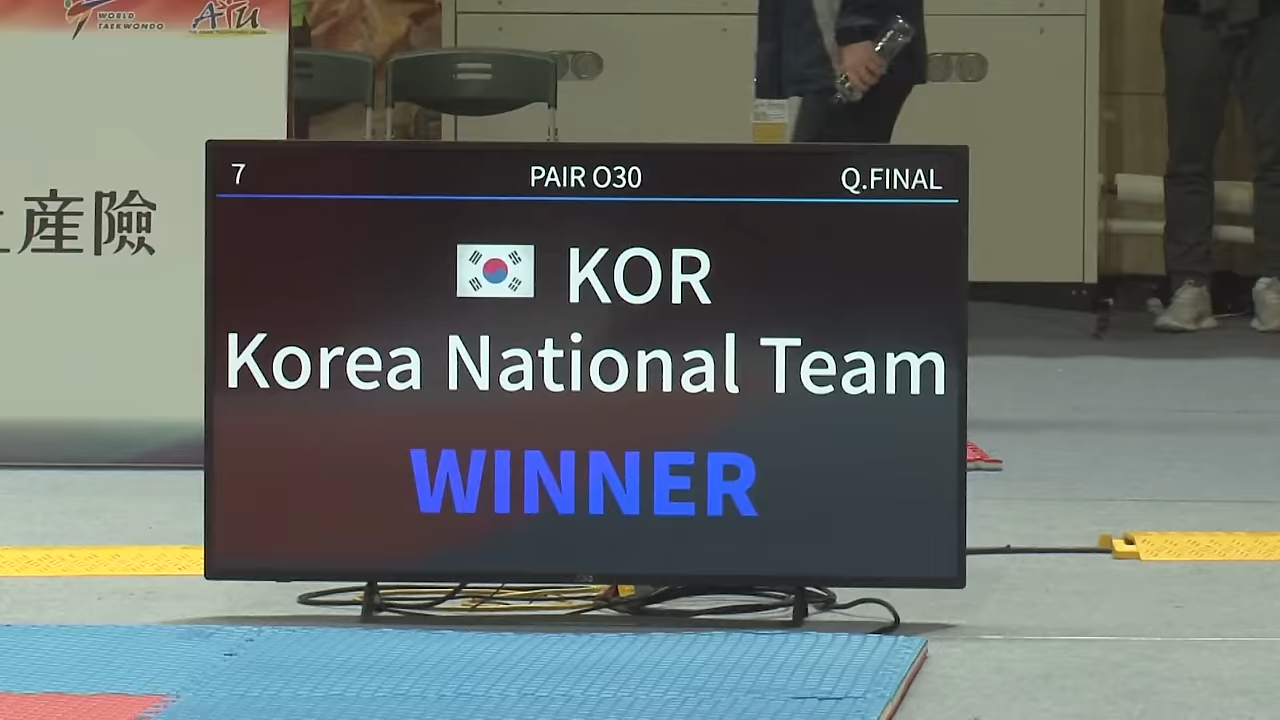 WORLD
TAEKWONDO
ATU
産險
7
PAIR O30
Q.FINAL
KOR
Korea National Team
WINNER